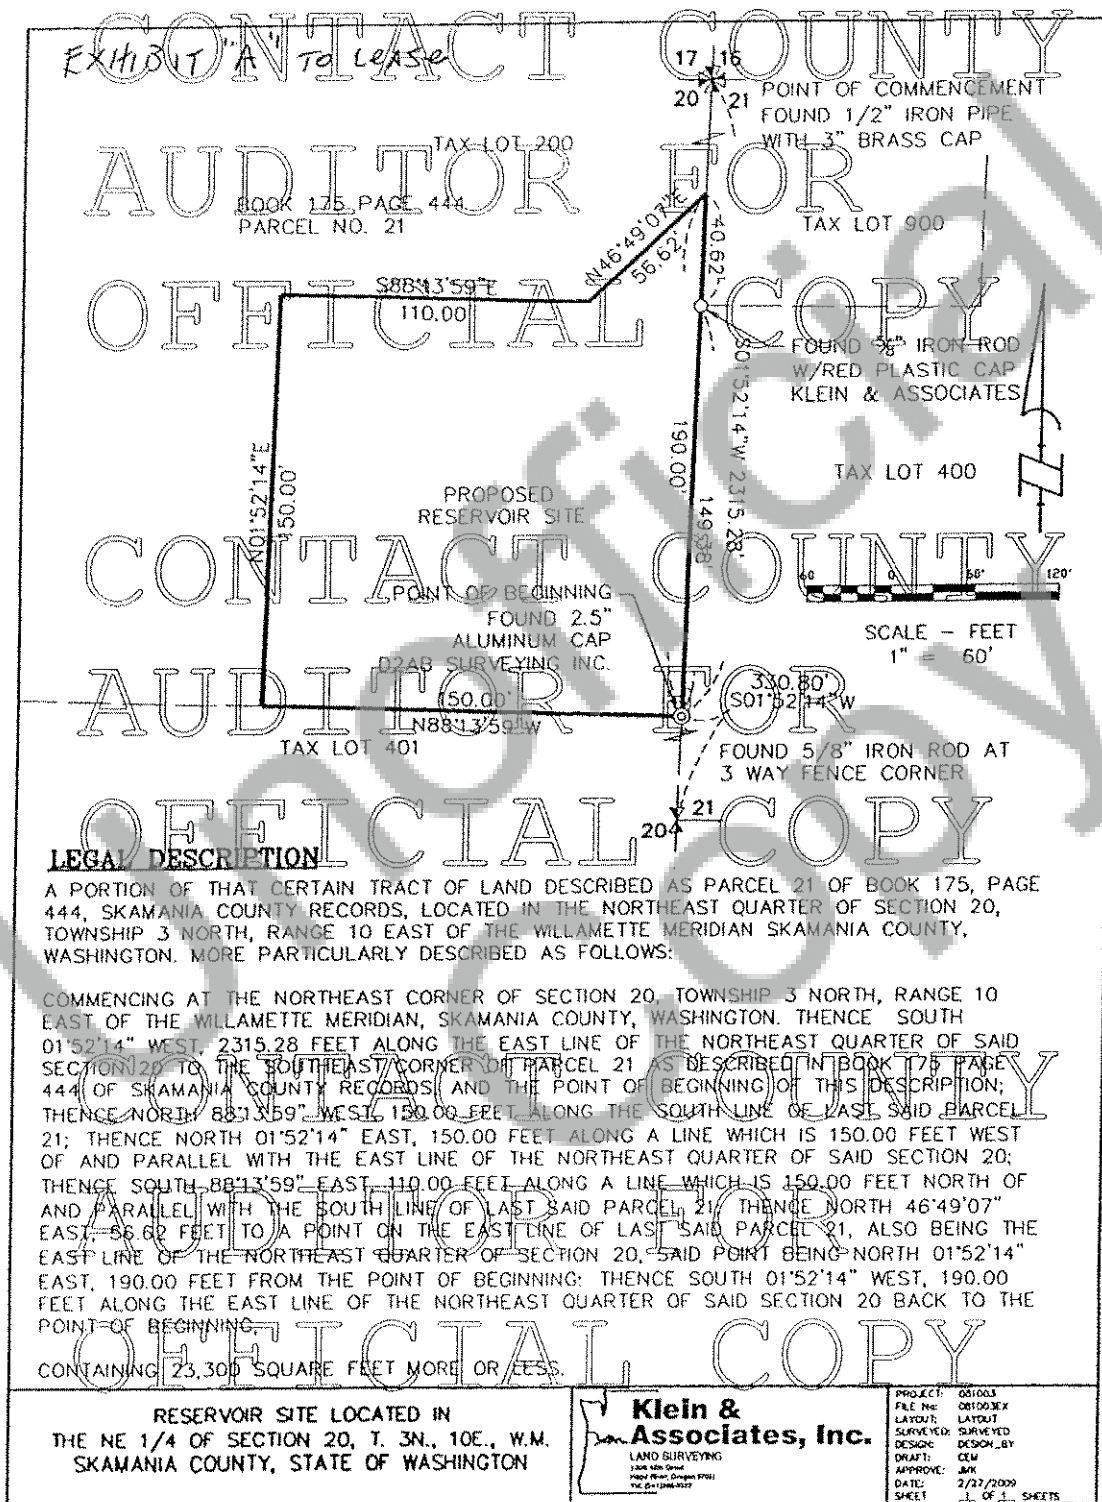 EXHIBIT "A" TO LEASE
17 16
20 21
POINT OF COMMENCEMENT
FOUND 1/2" IRON PIPE
WITH 3" BRASS CAP
TAX LOT 200
BOOK 175 PAGE 444
PARCEL NO. 21
TAX LOT 900
N46°49'07"E
56.62'
40.62'
S88°13'59"E
110.00
FOUND 5/8" IRON ROD
W/RED PLASTIC CAP
KLEIN & ASSOCIATES
S01°52'14"W 2315.28'
190.00'
149.38'
N01°52'14"E
150.00'
TAX LOT 400
PROPOSED
RESERVOIR SITE
POINT OF BEGINNING
FOUND 2.5"
ALUMINUM CAP
D2AB SURVEYING INC.
60 0 60' 120'
SCALE - FEET
1" = 60'
150.00'
N88°13'59"W
330.80'
S01°52'14"W
TAX LOT 401
FOUND 5/8" IRON ROD AT
3 WAY FENCE CORNER
20 21
LEGAL DESCRIPTION
A PORTION OF THAT CERTAIN TRACT OF LAND DESCRIBED AS PARCEL 21 OF BOOK 175, PAGE
444, SKAMANIA COUNTY RECORDS, LOCATED IN THE NORTHEAST QUARTER OF SECTION 20,
TOWNSHIP 3 NORTH, RANGE 10 EAST OF THE WILLAMETTE MERIDIAN SKAMANIA COUNTY,
WASHINGTON. MORE PARTICULARLY DESCRIBED AS FOLLOWS:
COMMENCING AT THE NORTHEAST CORNER OF SECTION 20, TOWNSHIP 3 NORTH, RANGE 10
EAST OF THE WILLAMETTE MERIDIAN, SKAMANIA COUNTY, WASHINGTON. THENCE SOUTH
01°52'14" WEST, 2315.28 FEET ALONG THE EAST LINE OF THE NORTHEAST QUARTER OF SAID
SECTION 20 TO THE SOUTHEAST CORNER OF PARCEL 21 AS DESCRIBED IN BOOK 175 PAGE
444 OF SKAMANIA COUNTY RECORDS AND THE POINT OF BEGINNING OF THIS DESCRIPTION;
THENCE NORTH 88°13'59" WEST, 150.00 FEET ALONG THE SOUTH LINE OF LAST SAID PARCEL
21; THENCE NORTH 01°52'14" EAST, 150.00 FEET ALONG A LINE WHICH IS 150.00 FEET WEST
OF AND PARALLEL WITH THE EAST LINE OF THE NORTHEAST QUARTER OF SAID SECTION 20;
THENCE SOUTH 88°13'59" EAST 110.00 FEET ALONG A LINE WHICH IS 150.00 FEET NORTH OF
AND PARALLEL WITH THE SOUTH LINE OF LAST SAID PARCEL 21; THENCE NORTH 46°49'07"
EAST, 56.62 FEET TO A POINT ON THE EAST LINE OF LAST SAID PARCEL 21, ALSO BEING THE
EAST LINE OF THE NORTHEAST QUARTER OF SECTION 20, SAID POINT BEING NORTH 01°52'14"
EAST, 190.00 FEET FROM THE POINT OF BEGINNING; THENCE SOUTH 01°52'14" WEST, 190.00
FEET ALONG THE EAST LINE OF THE NORTHEAST QUARTER OF SAID SECTION 20 BACK TO THE
POINT OF BEGINNING.
CONTAINING 23,300 SQUARE FEET MORE OR LESS.
RESERVOIR SITE LOCATED IN
THE NE 1/4 OF SECTION 20, T. 3N., 10E., W.M.
SKAMANIA COUNTY, STATE OF WASHINGTON
Klein &
Associates, Inc.
LAND SURVEYING
PROJECT: 081003
FILE No: 081003EX
LAYOUT: LAYOUT
SURVEYED: SURVEYED
DESIGN: DESIGN_BY
DRAFT: CEM
APPROVE: JMK
DATE: 2/27/2009
SHEET 1 OF 1 SHEETS
CONTACT COUNTY
AUDITOR FOR
OFFICIAL COPY
CONTACT COUNTY
AUDITOR FOR
OFFICIAL COPY
CONTACT COUNTY
AUDITOR FOR
OFFICIAL COPY
Unofficial
Copy